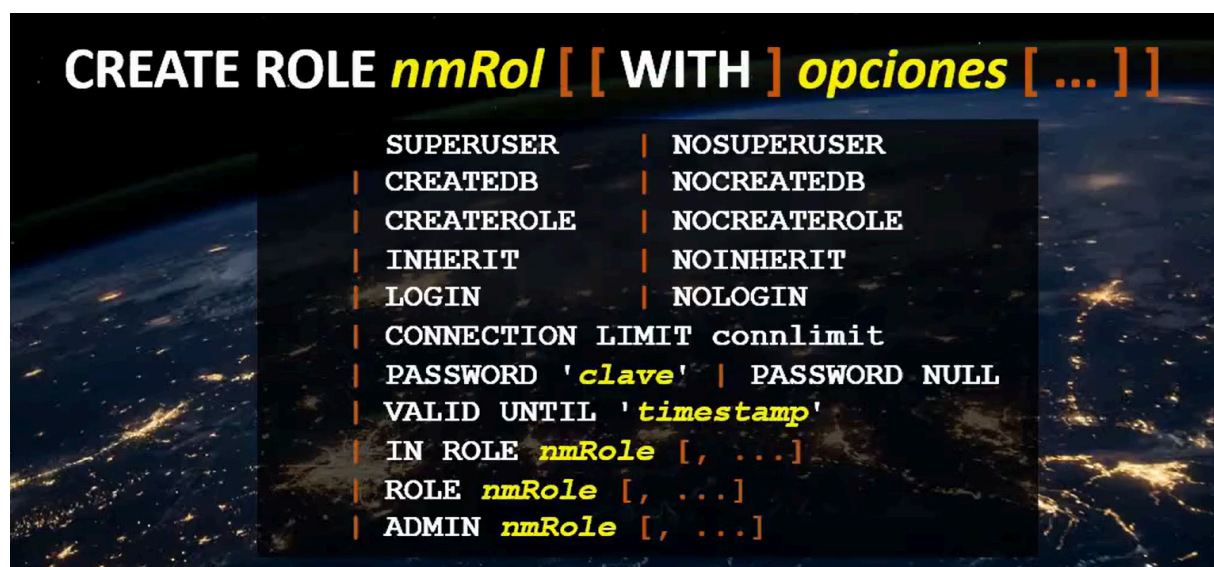 CREATE ROLE nmRol [ [ WITH ] opciones [ ... ] ]
SUPERUSER | NOSUPERUSER
| CREATEDB | NOCREATEDB
| CREATEROLE | NOCREATEROLE
| INHERIT | NOINHERIT
| LOGIN | NOLOGIN
| CONNECTION LIMIT connlimit
| PASSWORD 'clave' | PASSWORD NULL
| VALID UNTIL 'timestamp'
| IN ROLE nmRole [, ...]
| ROLE nmRole [, ...]
| ADMIN nmRole [, ...]